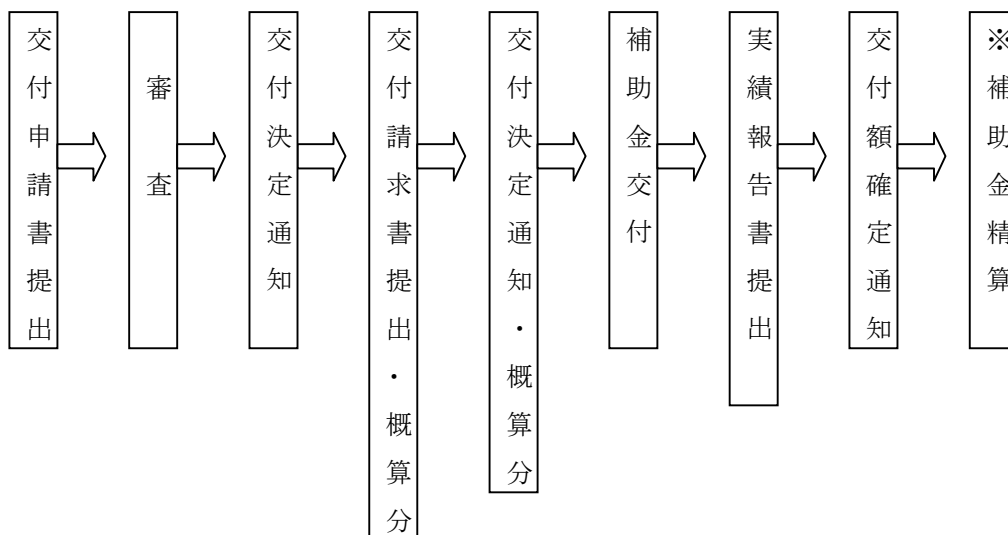 交付申請書提出
審査
交付決定通知
交付請求書提出・概算分
交付決定通知・概算分
補助金交付
実績報告書提出
交付額確定通知
※補助金精算